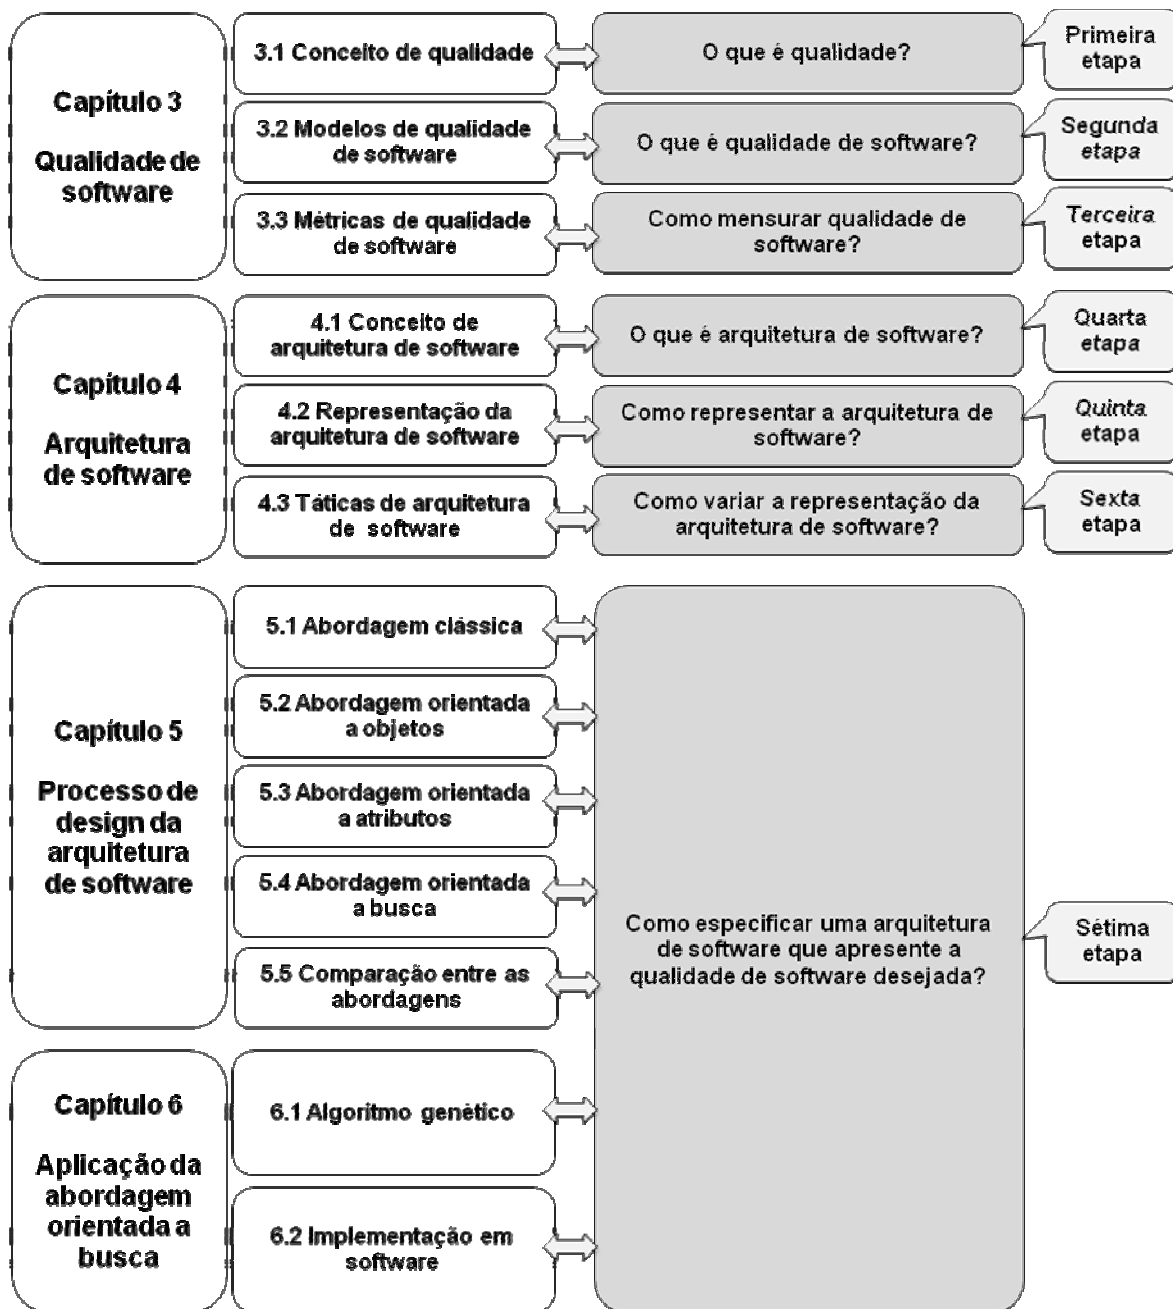 Capítulo 3
Qualidade de
software
3.1 Conceito de qualidade
O que é qualidade?
Primeira
etapa
3.2 Modelos de qualidade
de software
O que é qualidade de software?
Segunda
etapa
3.3 Métricas de qualidade
de software
Como mensurar qualidade de
software?
Terceira
etapa
Capítulo 4
Arquitetura
de software
4.1 Conceito de
arquitetura de software
O que é arquitetura de software?
Quarta
etapa
4.2 Representação da
arquitetura de software
Como representar a arquitetura de
software?
Quinta
etapa
4.3 Táticas de arquitetura
de software
Como variar a representação da
arquitetura de software?
Sexta
etapa
Capítulo 5
Processo de
design da
arquitetura
de software
5.1 Abordagem clássica
5.2 Abordagem orientada
a objetos
5.3 Abordagem orientada
a atributos
5.4 Abordagem orientada
a busca
5.5 Comparação entre as
abordagens
Como especificar uma arquitetura
de software que apresente a
qualidade de software desejada?
Sétima
etapa
Capítulo 6
Aplicação da
abordagem
orientada a
busca
6.1 Algoritmo genético
6.2 Implementação em
software